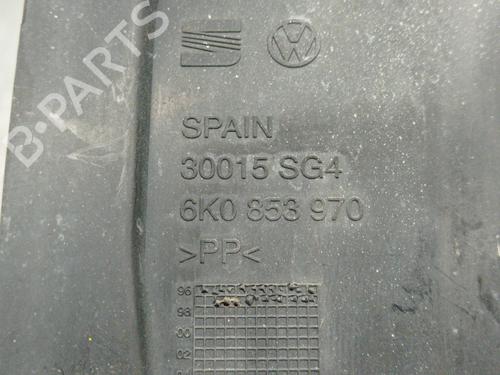 B-PARTS
SPAIN
30015 SG4
6K0 853 970
>PP<
96
98
00
02